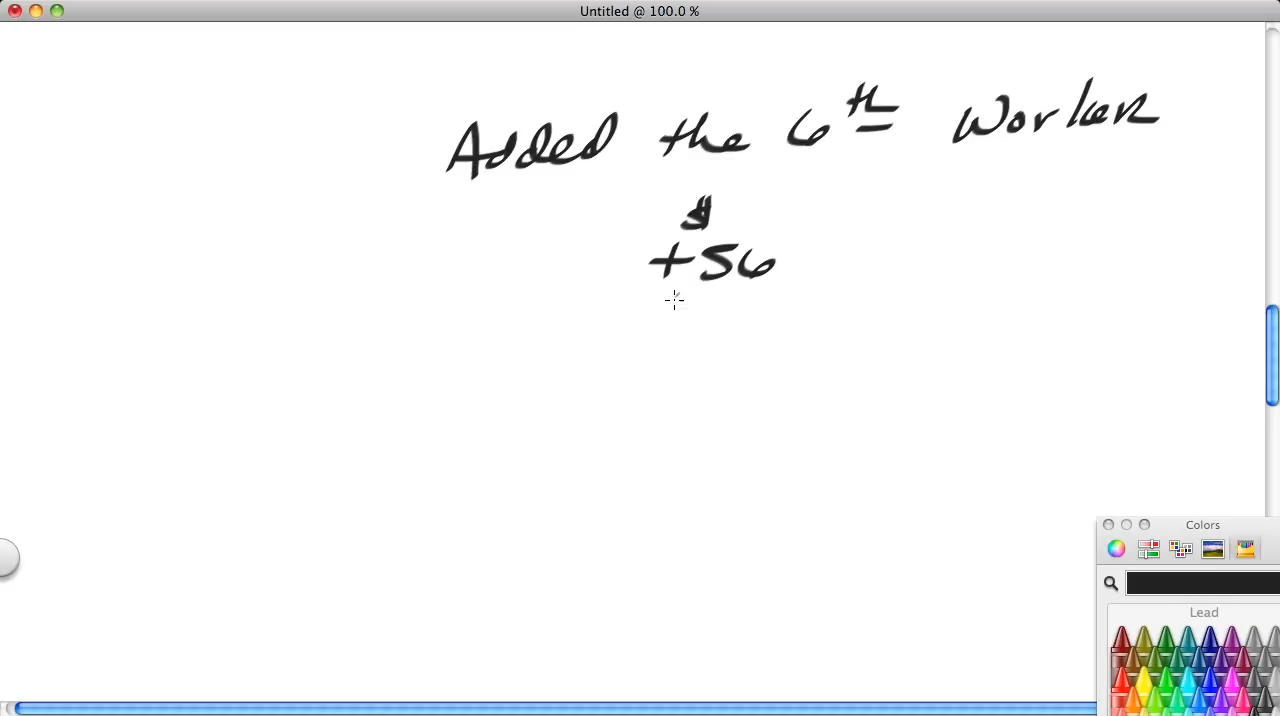 Untitled @ 100.0 %
Added the 6th Worker
$
+56
Colors
Lead